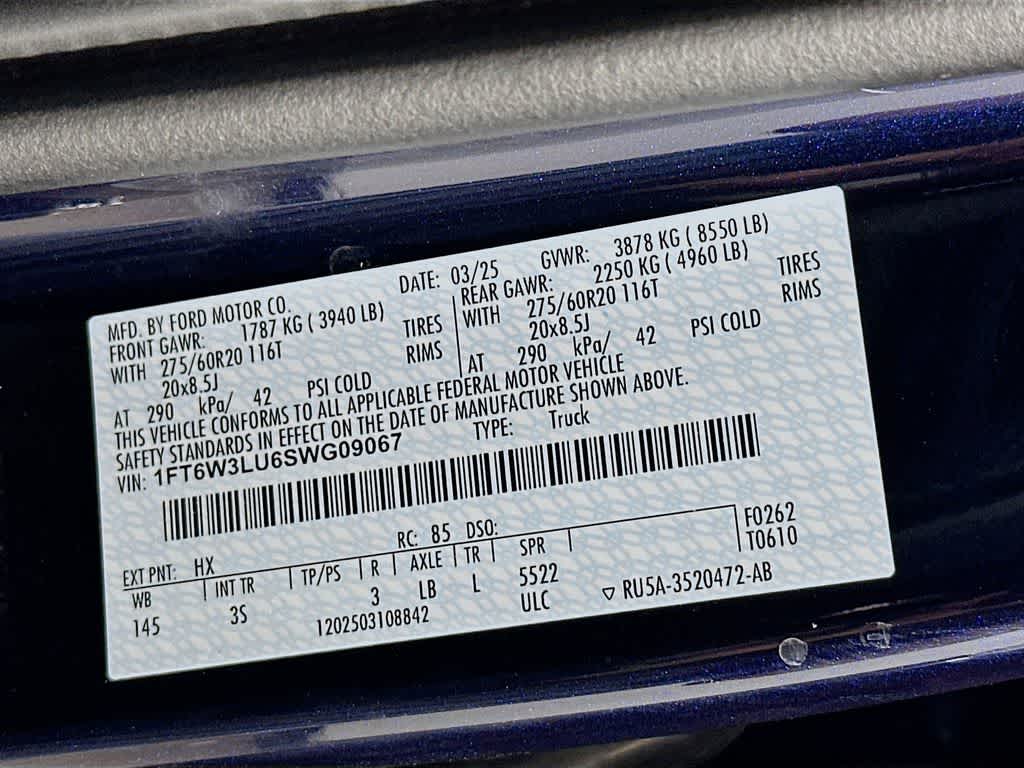 MFD. BY FORD MOTOR CO. DATE: 03/25 GVWR: 3878 KG ( 8550 LB)
FRONT GAWR: 1787 KG ( 3940 LB) REAR GAWR: 2250 KG ( 4960 LB)
WITH 275/60R20 116T TIRES WITH 275/60R20 116T TIRES
20x8.5J RIMS 20x8.5J RIMS
AT 290 kPa/ 42 PSI COLD AT 290 kPa/ 42 PSI COLD
THIS VEHICLE CONFORMS TO ALL APPLICABLE FEDERAL MOTOR VEHICLE
SAFETY STANDARDS IN EFFECT ON THE DATE OF MANUFACTURE SHOWN ABOVE.
VIN: 1FT6W3LU6SWG09067 TYPE: Truck
EXT PNT: HX RC: 85 DSO: F0262
WB INT TR TP/PS R AXLE TR SPR T0610
145 3S 3 LB L 5522
1202503108842 ULC ▽ RU5A-3520472-AB